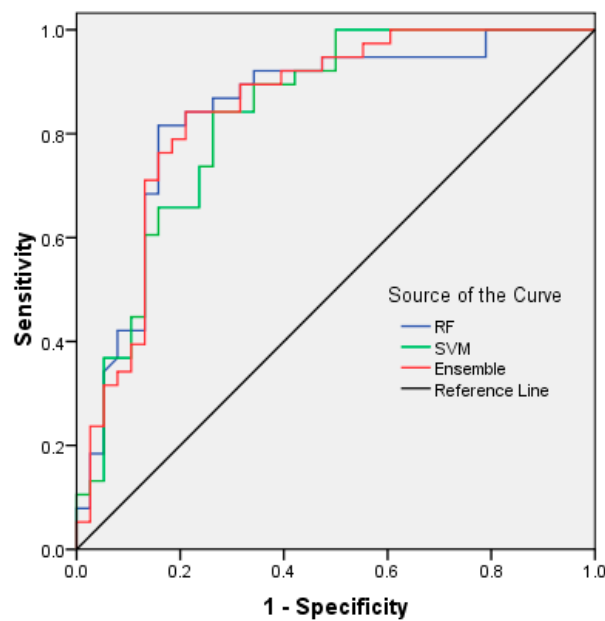 1.0
0.8
0.6
0.4
0.2
0.0
Sensitivity
Source of the Curve
RF
SVM
Ensemble
Reference Line
0.0 0.2 0.4 0.6 0.8 1.0
1 - Specificity